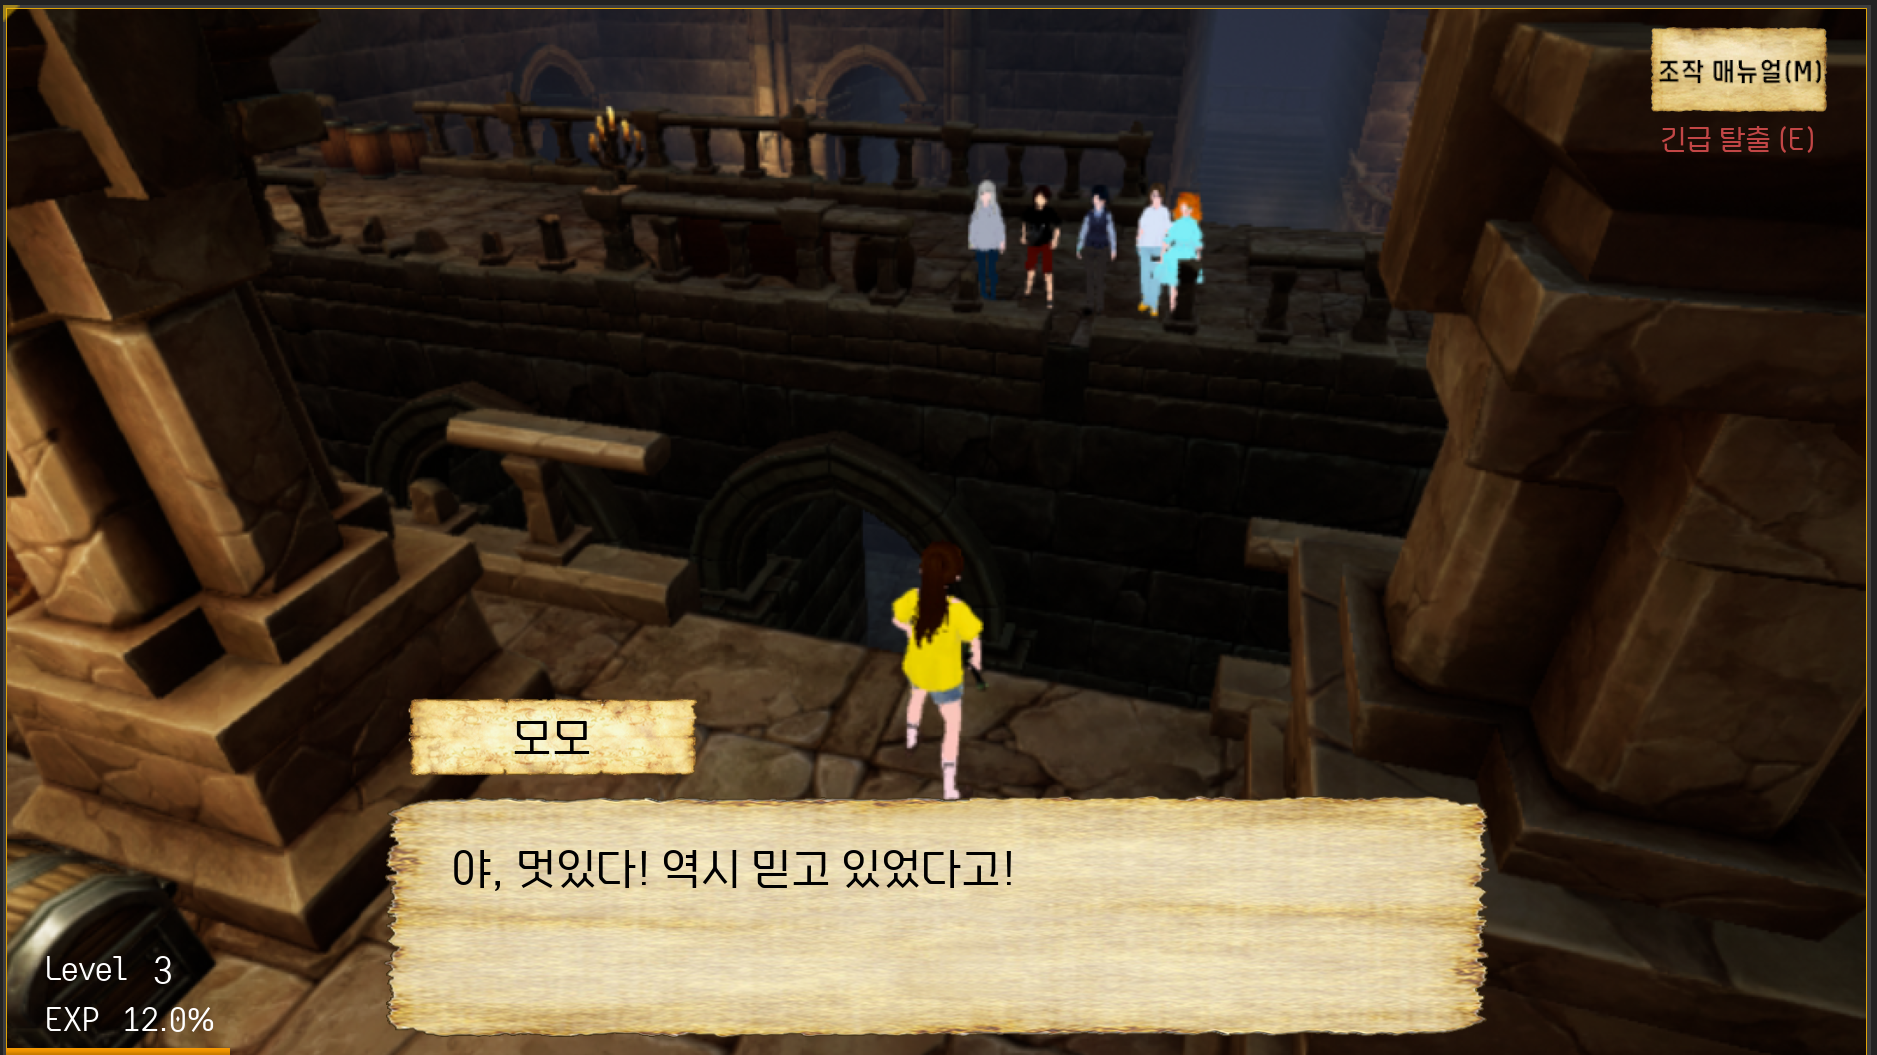 조작 매뉴얼(M)
긴급 탈출 (E)
모모
야, 멋있다! 역시 믿고 있었다고!
Level 3
EXP 12.0%